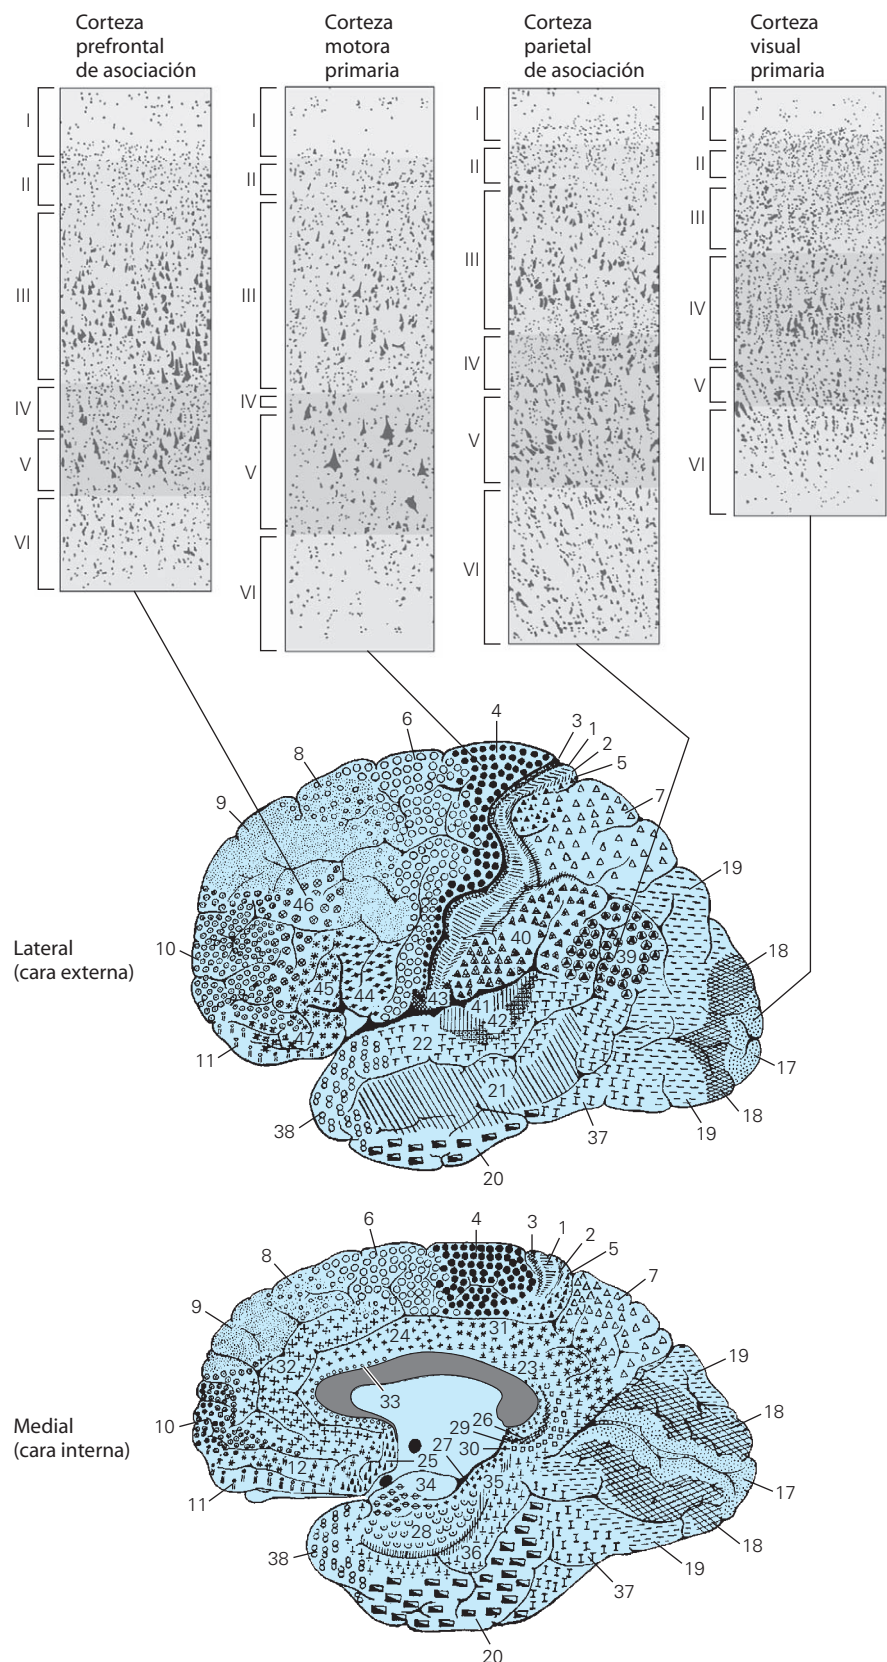 Corteza
prefrontal
de asociación
Corteza
motora
primaria
Corteza
parietal
de asociación
Corteza
visual
primaria
I
II
III
IV
V
VI
I
II
III
IV
V
VI
I
II
III
IV
V
VI
I
II
III
IV
V
VI
Lateral
(cara externa)
4
6
3
1
2
5
8
7
9
19
46
40
39
18
10
45
44
43
41
42
47
22
17
11
21
38
37
19
18
20
Medial
(cara interna)
6
4
3
1
2
5
8
7
9
31
24
32
23
19
33
10
26
29
27
30
18
12
25
35
34
17
11
28
36
18
38
19
37
20